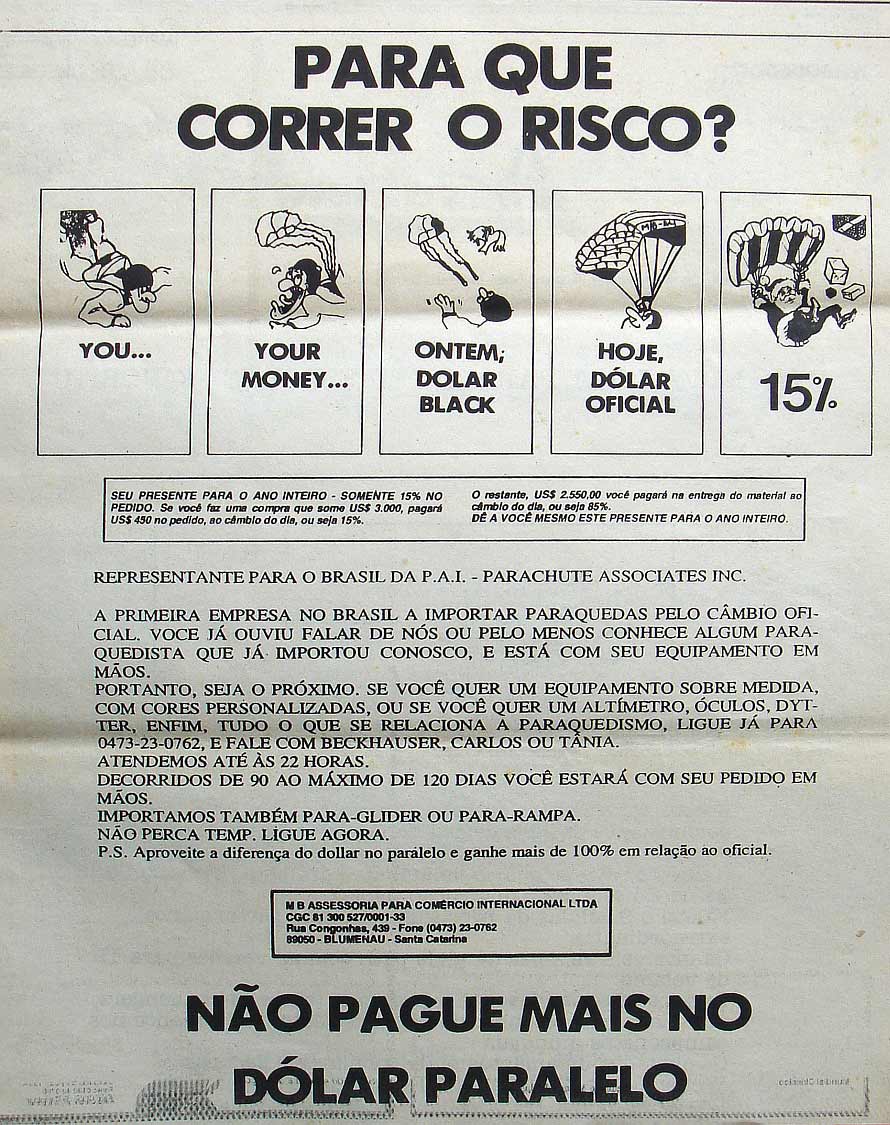 PARA QUE
CORRER O RISCO?
YOU...
YOUR
MONEY...
ONTEM;
DOLAR
BLACK
HOJE,
DÓLAR
OFICIAL
15%
SEU PRESENTE PARA O ANO INTEIRO - SOMENTE 15% NO
PEDIDO. Se você faz uma compra que some US$ 3.000, pagará
US$ 450 no pedido, ao câmbio do dia, ou seja 15%.
O restante, US$ 2.550,00 você pagará na entrega do material ao
câmbio do dia, ou seja 85%.
DÊ A VOCÊ MESMO ESTE PRESENTE PARA O ANO INTEIRO.
REPRESENTANTE PARA O BRASIL DA P.A.I. - PARACHUTE ASSOCIATES INC.
A PRIMEIRA EMPRESA NO BRASIL A IMPORTAR PARAQUEDAS PELO CÂMBIO OFI-
CIAL. VOCE JÁ OUVIU FALAR DE NÓS OU PELO MENOS CONHECE ALGUM PARA-
QUEDISTA QUE JÁ IMPORTOU CONOSCO, E ESTÁ COM SEU EQUIPAMENTO EM
MÃOS.
PORTANTO, SEJA O PRÓXIMO. SE VOCÊ QUER UM EQUIPAMENTO SOBRE MEDIDA,
COM CORES PERSONALIZADAS, OU SE VOCÊ QUER UM ALTÍMETRO, ÓCULOS, DYT-
TER, ENFIM, TUDO O QUE SE RELACIONA A PARAQUEDISMO, LIGUE JÁ PARA
0473-23-0762, E FALE COM BECKHAUSER, CARLOS OU TÂNIA.
ATENDEMOS ATÉ ÀS 22 HORAS.
DECORRIDOS DE 90 AO MÁXIMO DE 120 DIAS VOCÊ ESTARÁ COM SEU PEDIDO EM
MÃOS.
IMPORTAMOS TAMBÉM PARA-GLIDER OU PARA-RAMPA.
NÃO PERCA TEMP. LIGUE AGORA.
P.S. Aproveite a diferença do dollar no paralelo e ganhe mais de 100% em relação ao oficial.
M B ASSESSORIA PARA COMÉRCIO INTERNACIONAL LTDA
CGC 81 300 527/0001-33
Rua Congonhas, 439 - Fone (0473) 23-0762
89050 - BLUMENAU - Santa Catarina
NÃO PAGUE MAIS NO
DÓLAR PARALELO